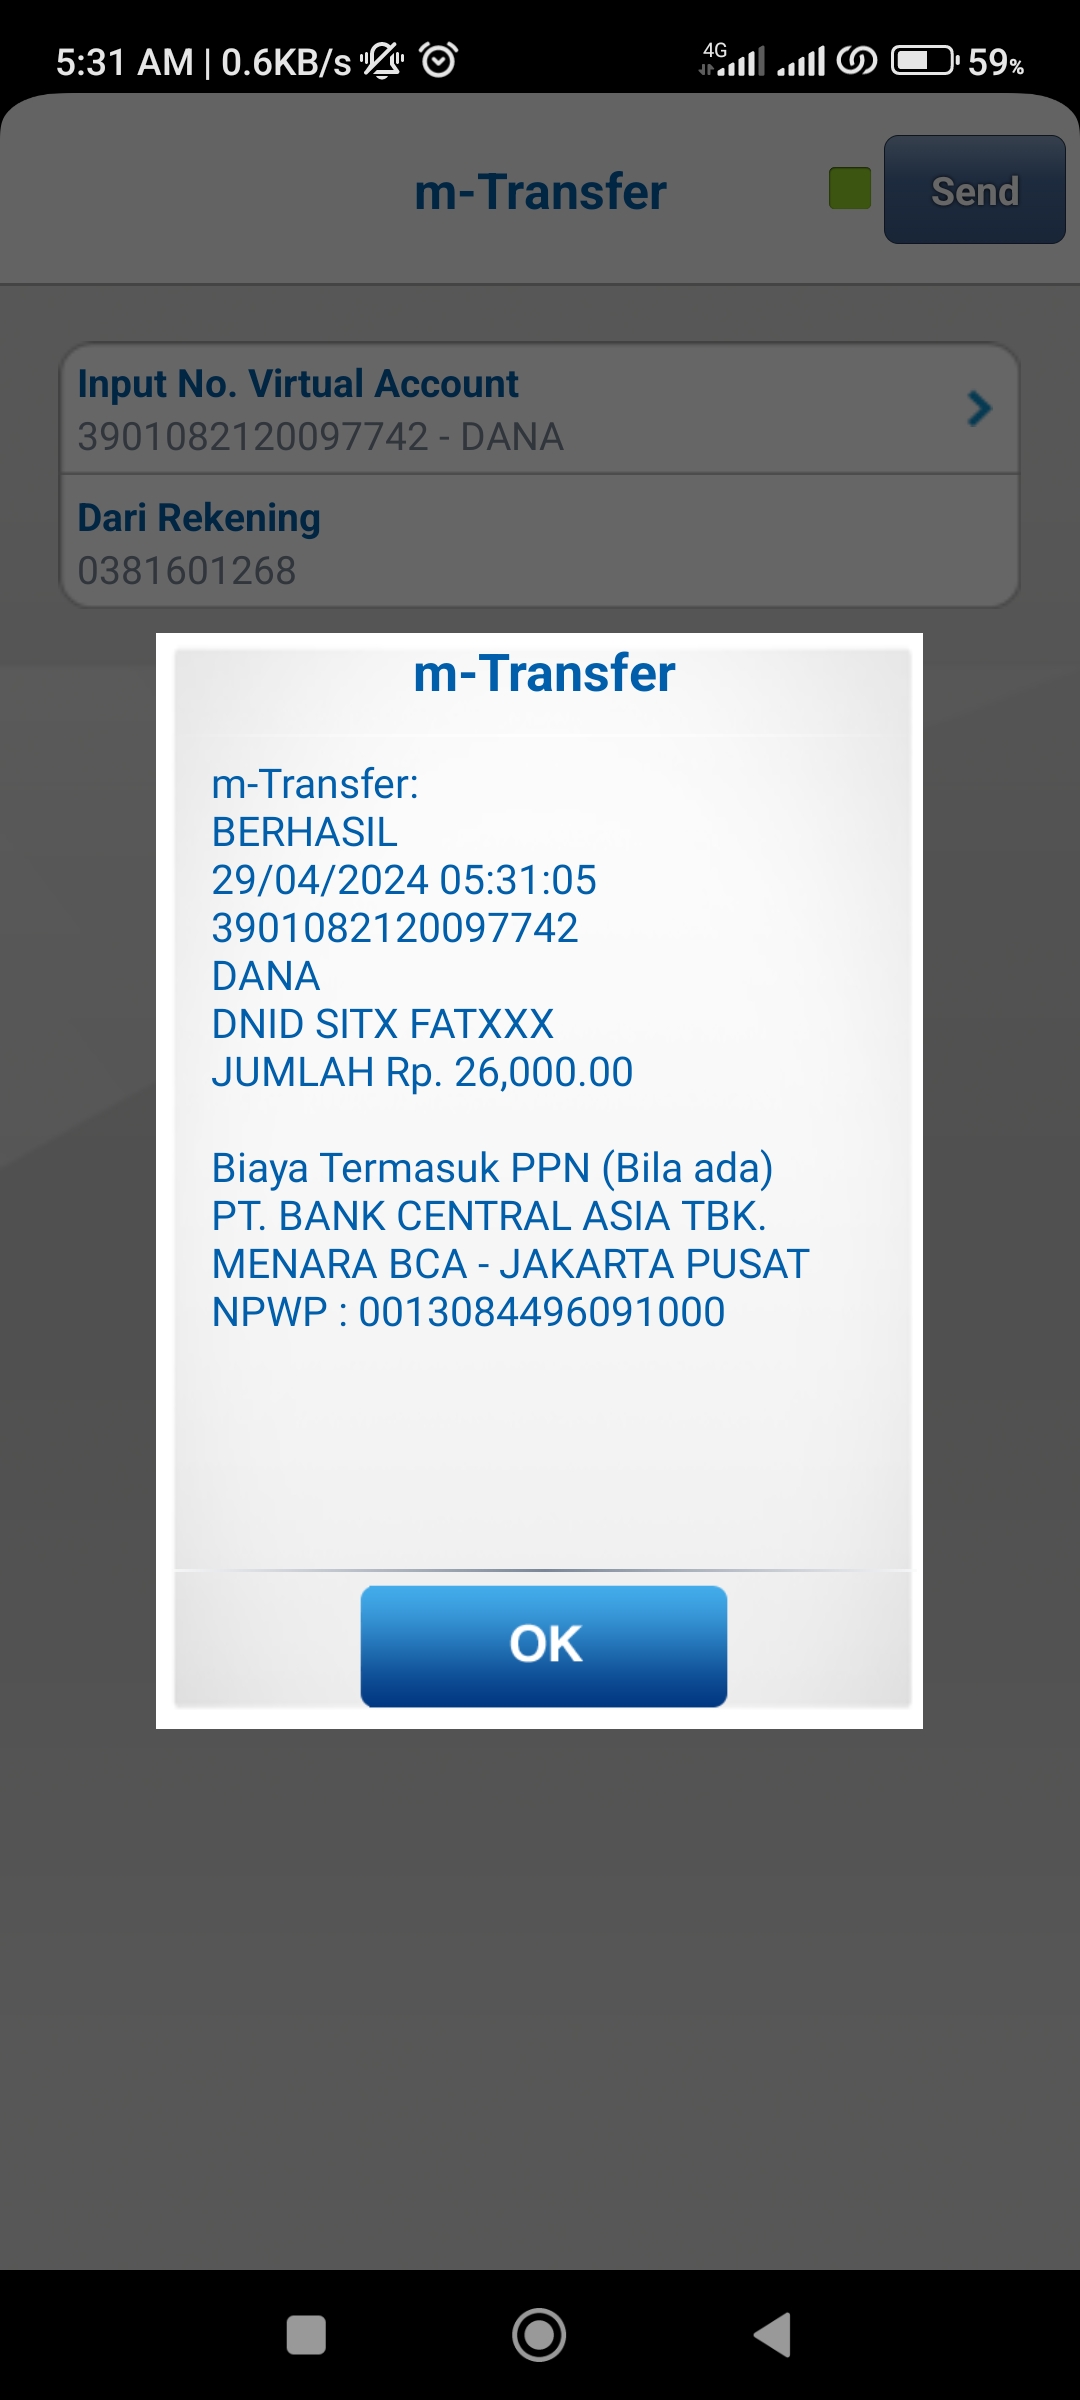 5:31 AM | 0.6KB/s
4G
59%
m-Transfer
Send
Input No. Virtual Account
3901082120097742 - DANA
Dari Rekening
0381601268
m-Transfer
m-Transfer:
BERHASIL
29/04/2024 05:31:05
3901082120097742
DANA
DNID SITX FATXXX
JUMLAH Rp. 26,000.00
Biaya Termasuk PPN (Bila ada)
PT. BANK CENTRAL ASIA TBK.
MENARA BCA - JAKARTA PUSAT
NPWP : 0013084496091000
OK